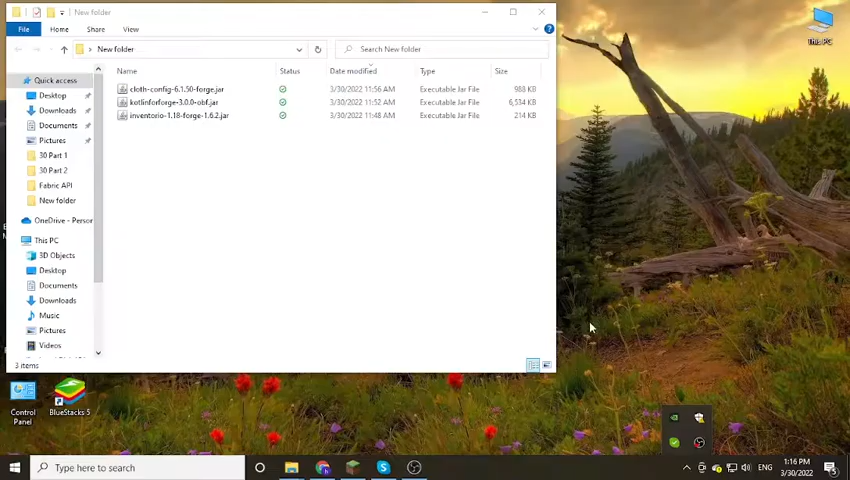 New folder
File
Home
Share
View
New folder
Search New folder
Name
Status
Date modified
Type
Size
Quick access
Desktop
Downloads
Documents
Pictures
30 Part 1
30 Part 2
Fabric API
New folder
OneDrive - Person
This PC
3D Objects
Desktop
Documents
Downloads
Music
Pictures
Videos
cloth-config-6.1.50-forge.jar
3/30/2022 11:56 AM
Executable Jar File
988 KB
kotlinforforge-3.0.0-obf.jar
3/30/2022 11:52 AM
Executable Jar File
6,534 KB
inventorio-1.18-forge-1.6.2.jar
3/30/2022 11:48 AM
Executable Jar File
214 KB
3 items
This PC
Control
Panel
BlueStacks 5
Type here to search
ENG
1:16 PM
3/30/2022
5